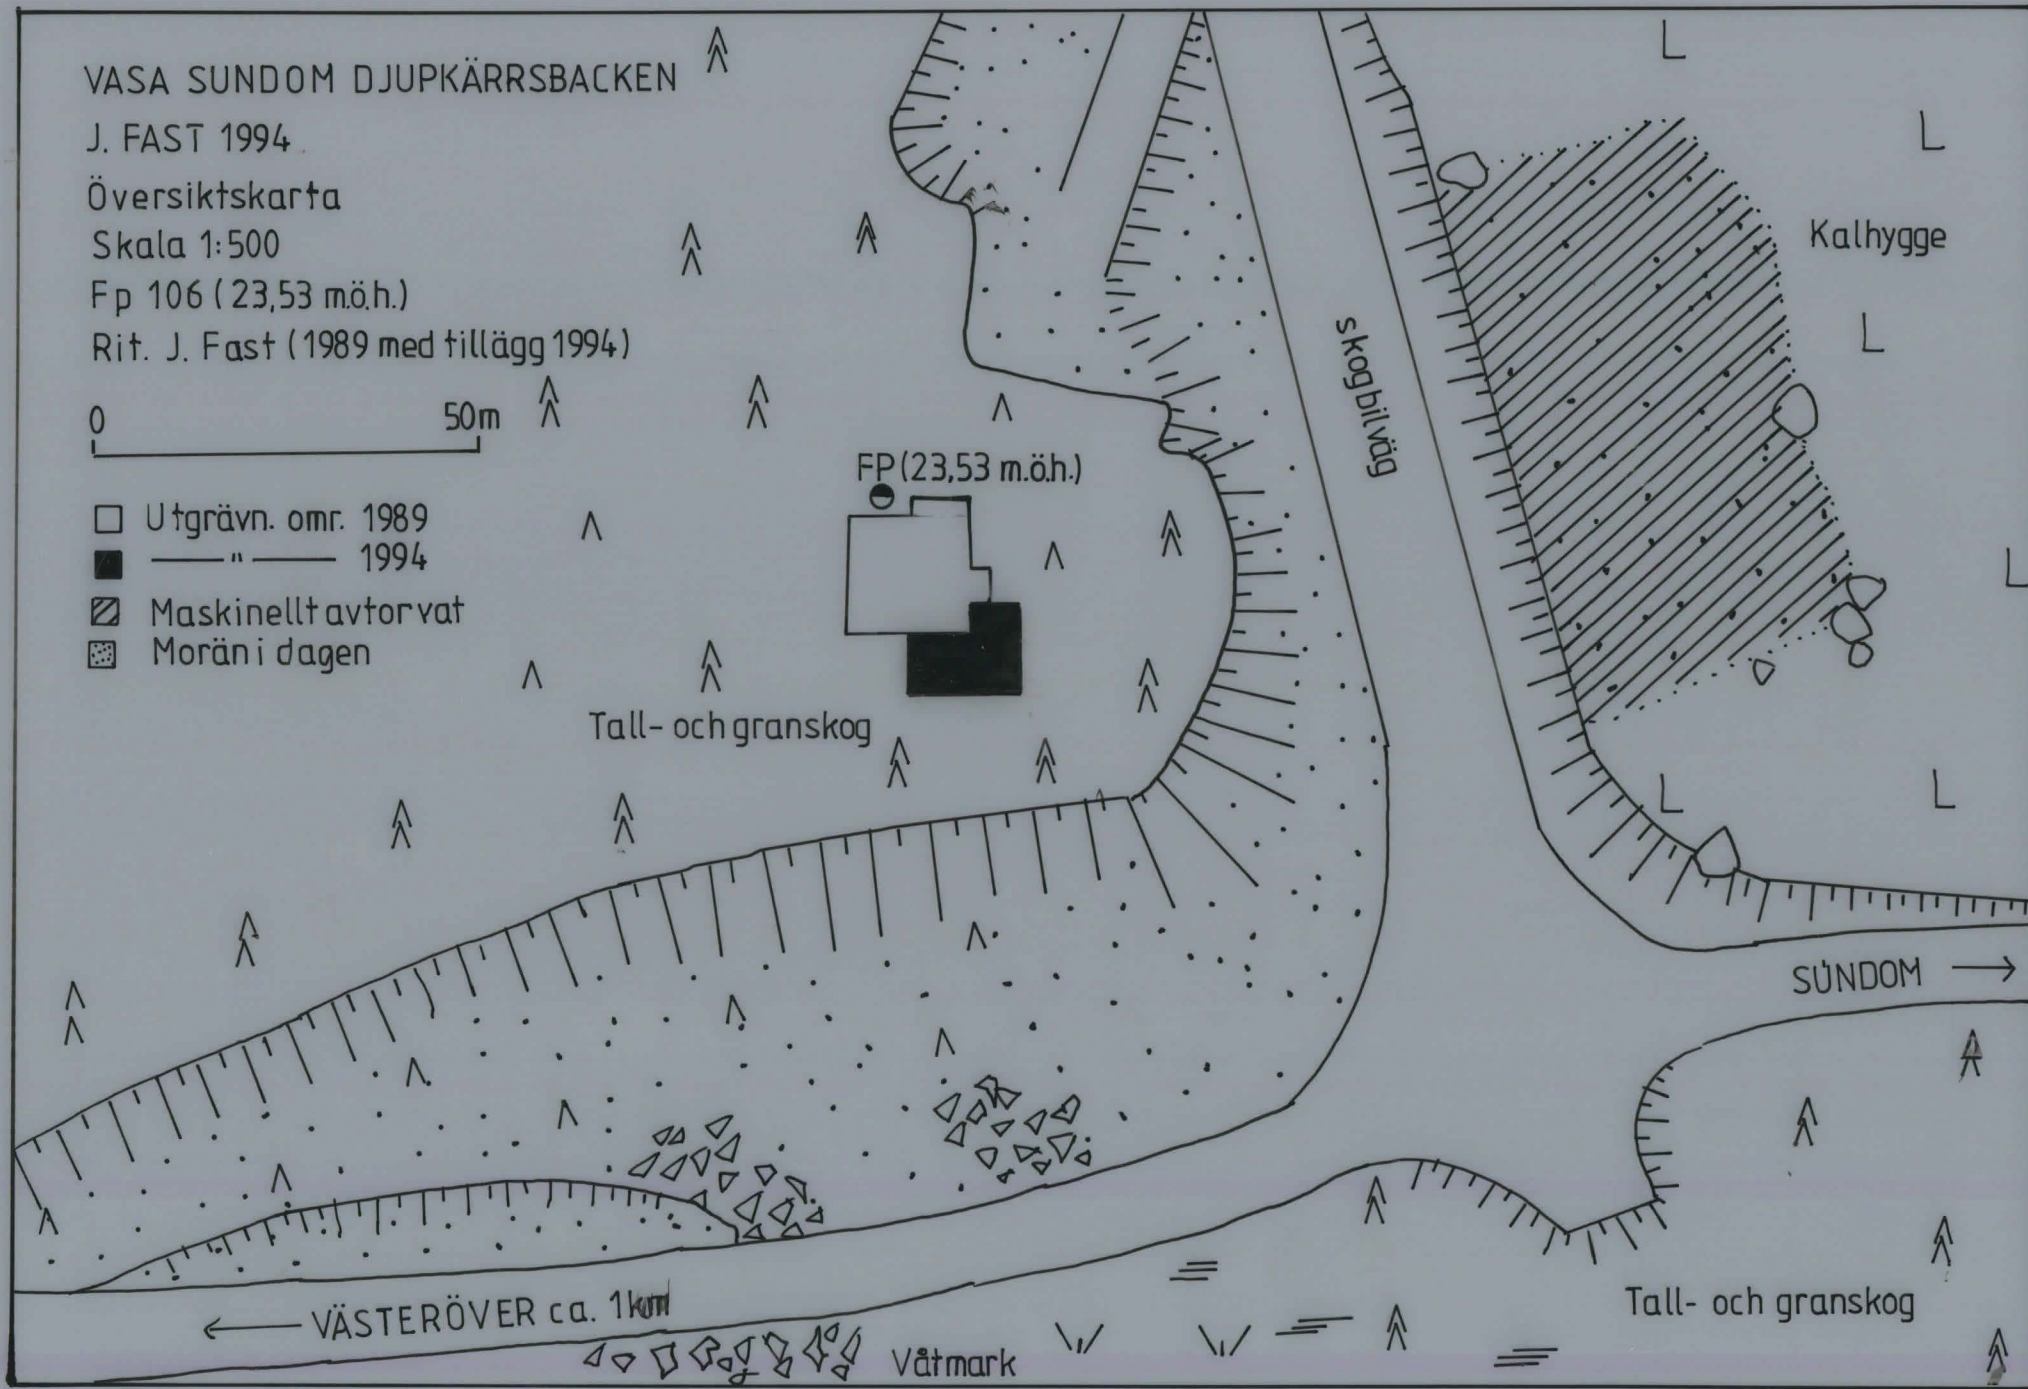 VASA SUNDOM DJUPKÄRRSBACKEN
J. FAST 1994
Översiktskarta
Skala 1:500
Fp 106 (23,53 m.ö.h.)
Rit. J. Fast (1989 med tillägg 1994)
0 50m
Utgrävn. omr. 1989
—— " —— 1994
Maskinellt avtorvat
Morän i dagen
FP (23,53 m.ö.h.)
skogbilväg
Kalhygge
Tall- och granskog
SUNDOM →
← VÄSTERÖVER ca. 1km
Tall- och granskog
Våtmark